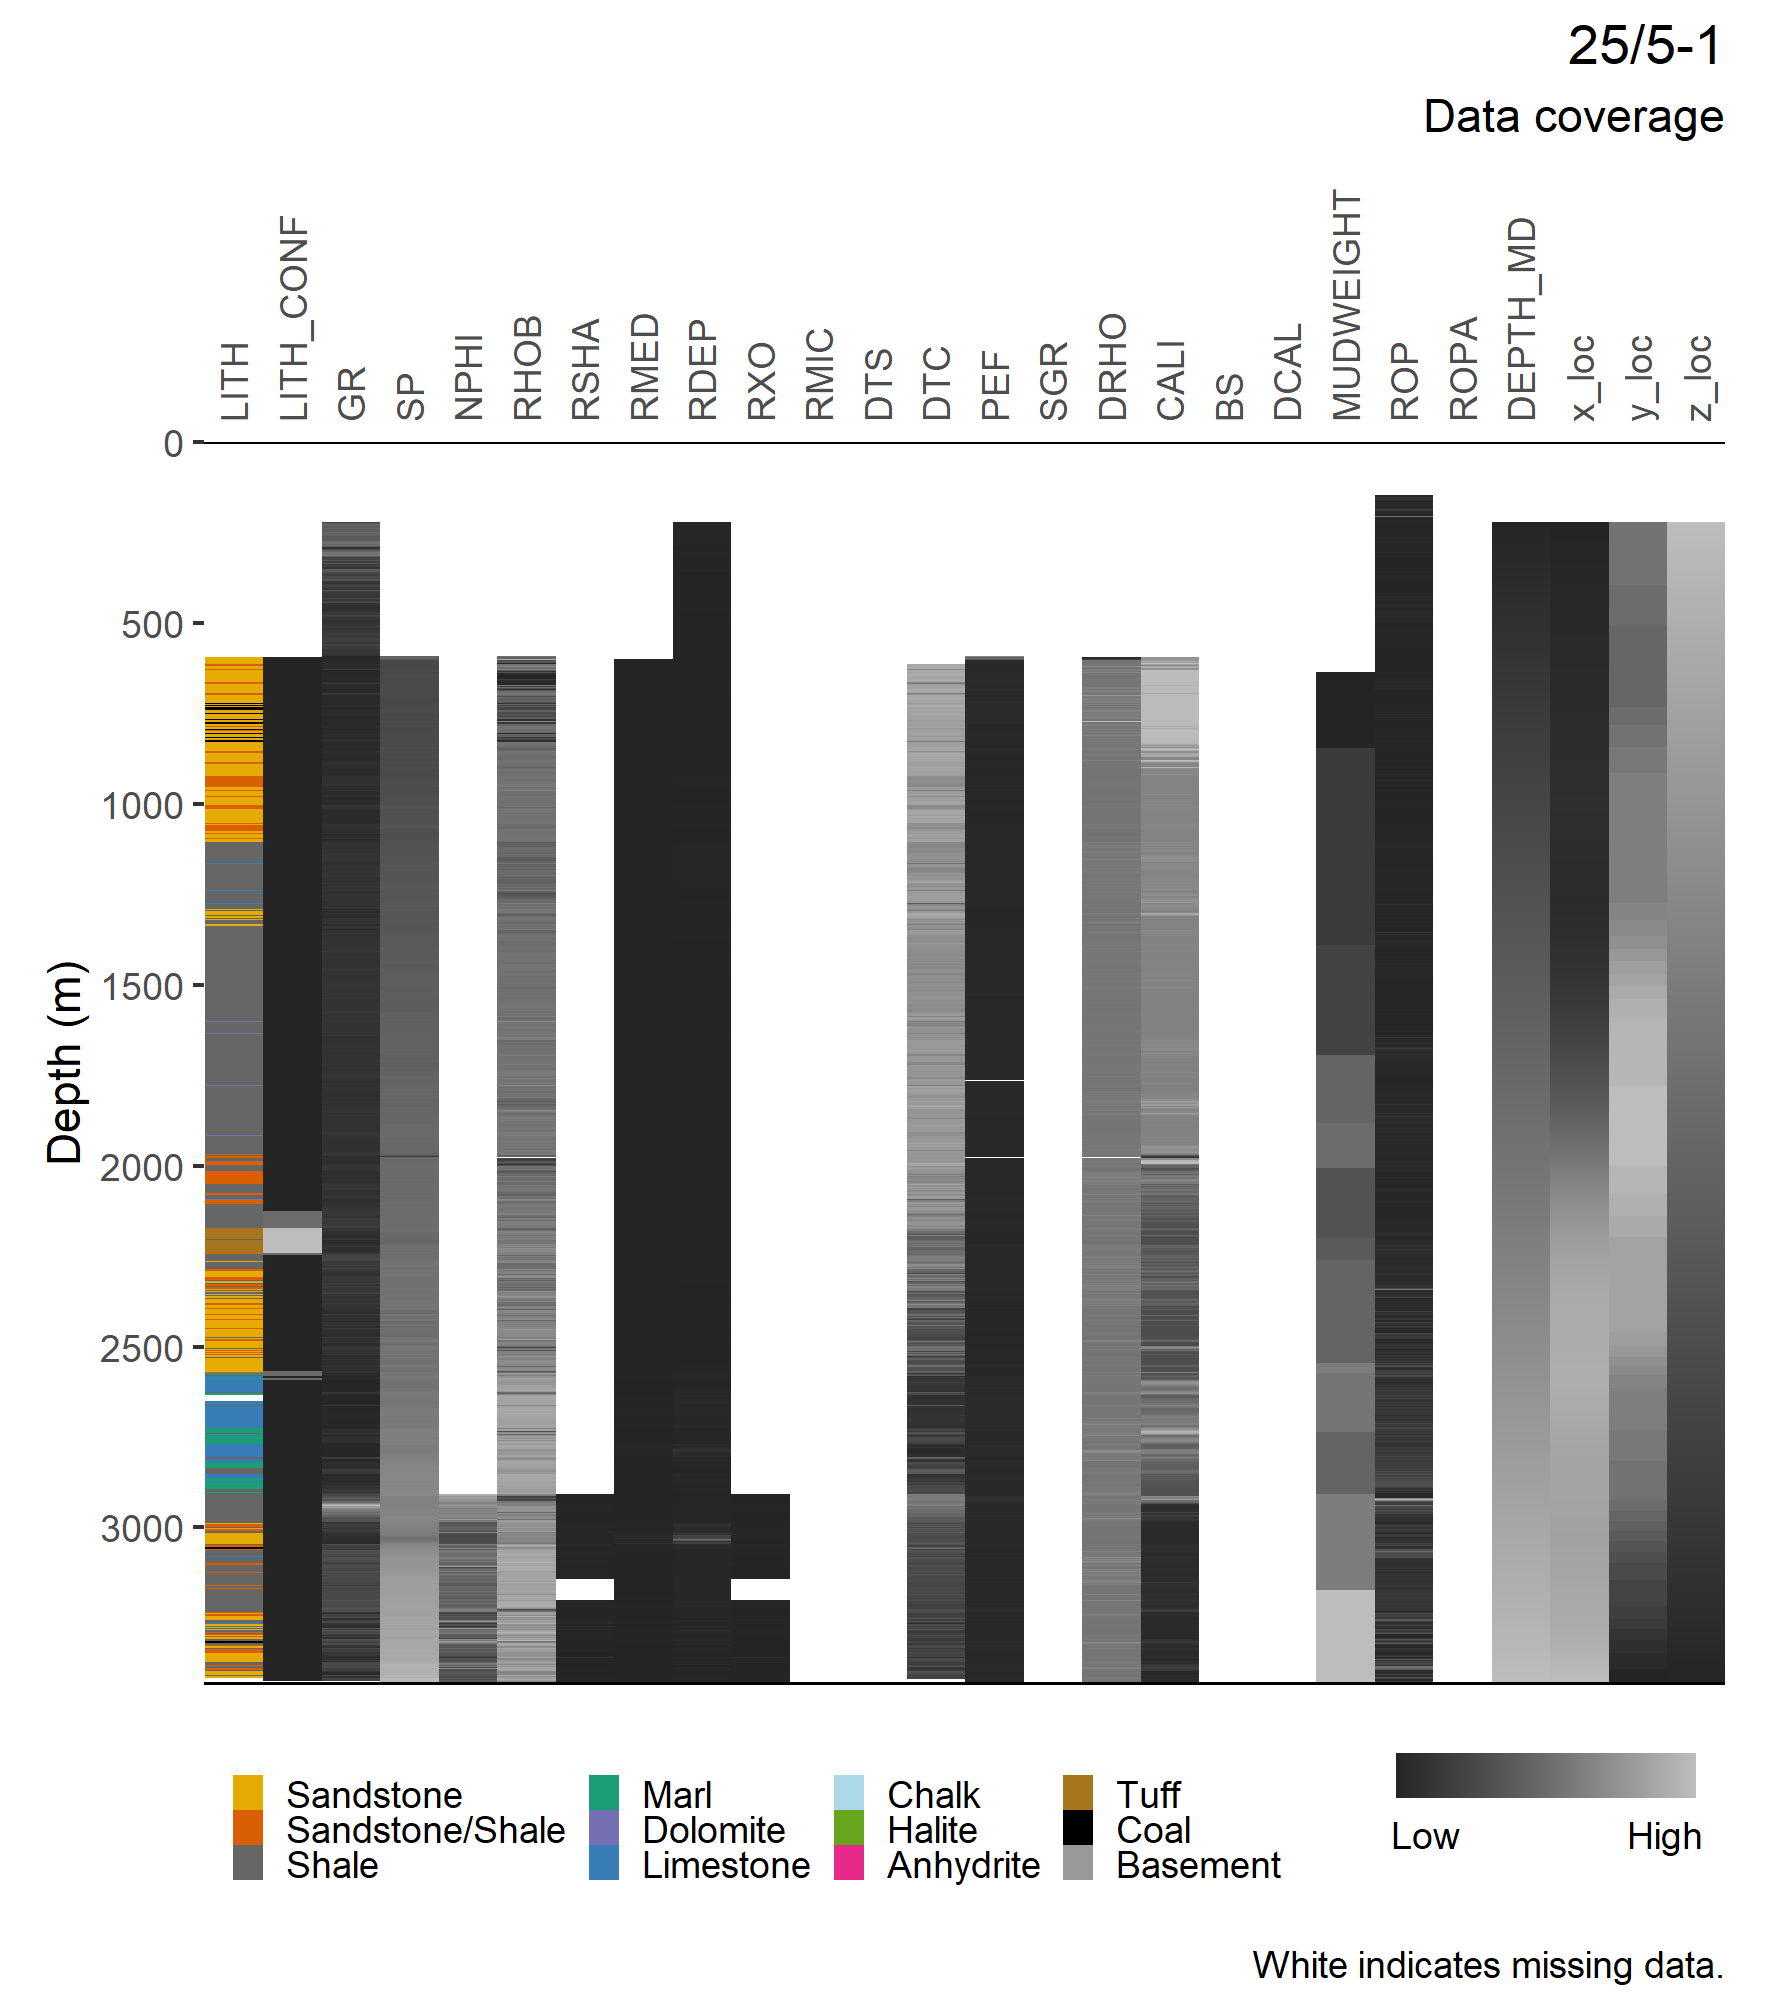 25/5-1
Data coverage
LITH
LITH_CONF
GR
SP
NPHI
RHOB
RSHA
RMED
RDEP
RXO
RMIC
DTS
DTC
PEF
SGR
DRHO
CALI
BS
DCAL
MUDWEIGHT
ROP
ROPA
DEPTH_MD
x_loc
y_loc
z_loc
Depth (m)
0
500
1000
1500
2000
2500
3000
Sandstone
Sandstone/Shale
Shale
Marl
Dolomite
Limestone
Chalk
Halite
Anhydrite
Tuff
Coal
Basement
Low High
White indicates missing data.